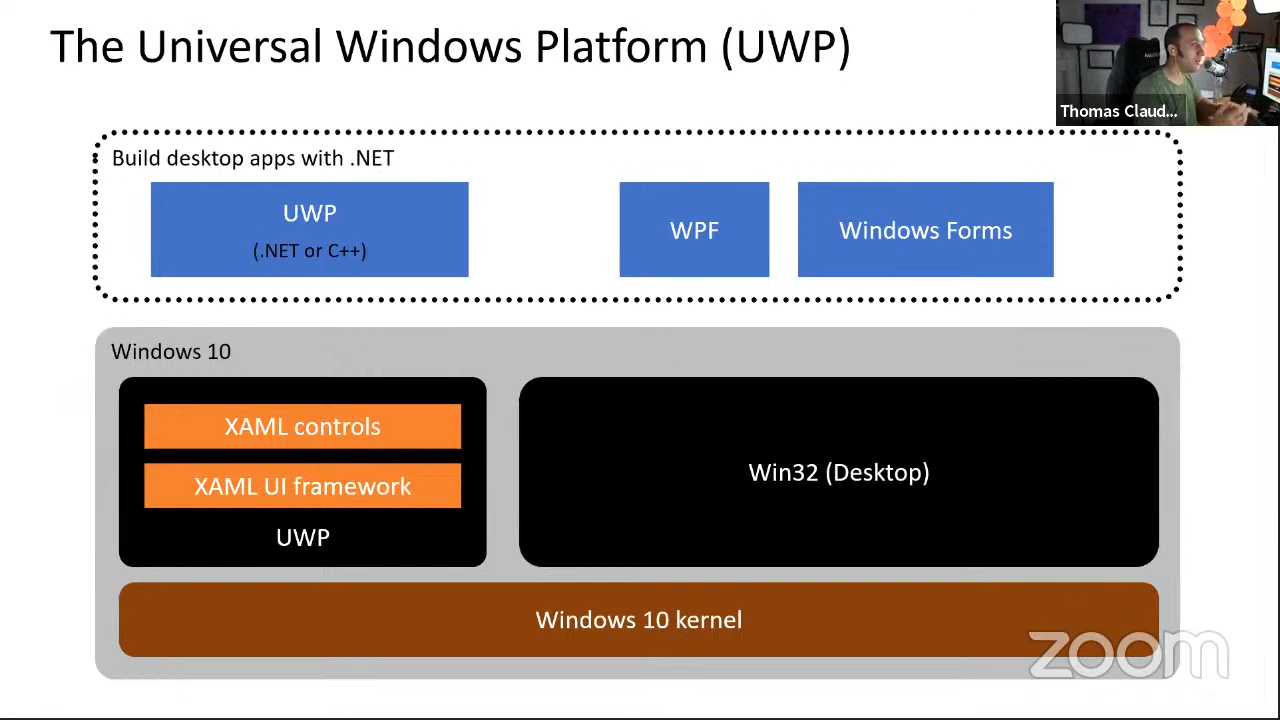 The Universal Windows Platform (UWP)
Thomas Claud...
Build desktop apps with .NET
UWP
(.NET or C++)
WPF
Windows Forms
Windows 10
XAML controls
XAML UI framework
UWP
Win32 (Desktop)
Windows 10 kernel
zoom